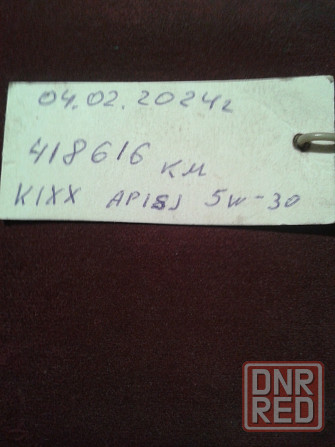 04.02.2024г
418616 км
KIXX API SJ 5W-30
DNR
RED